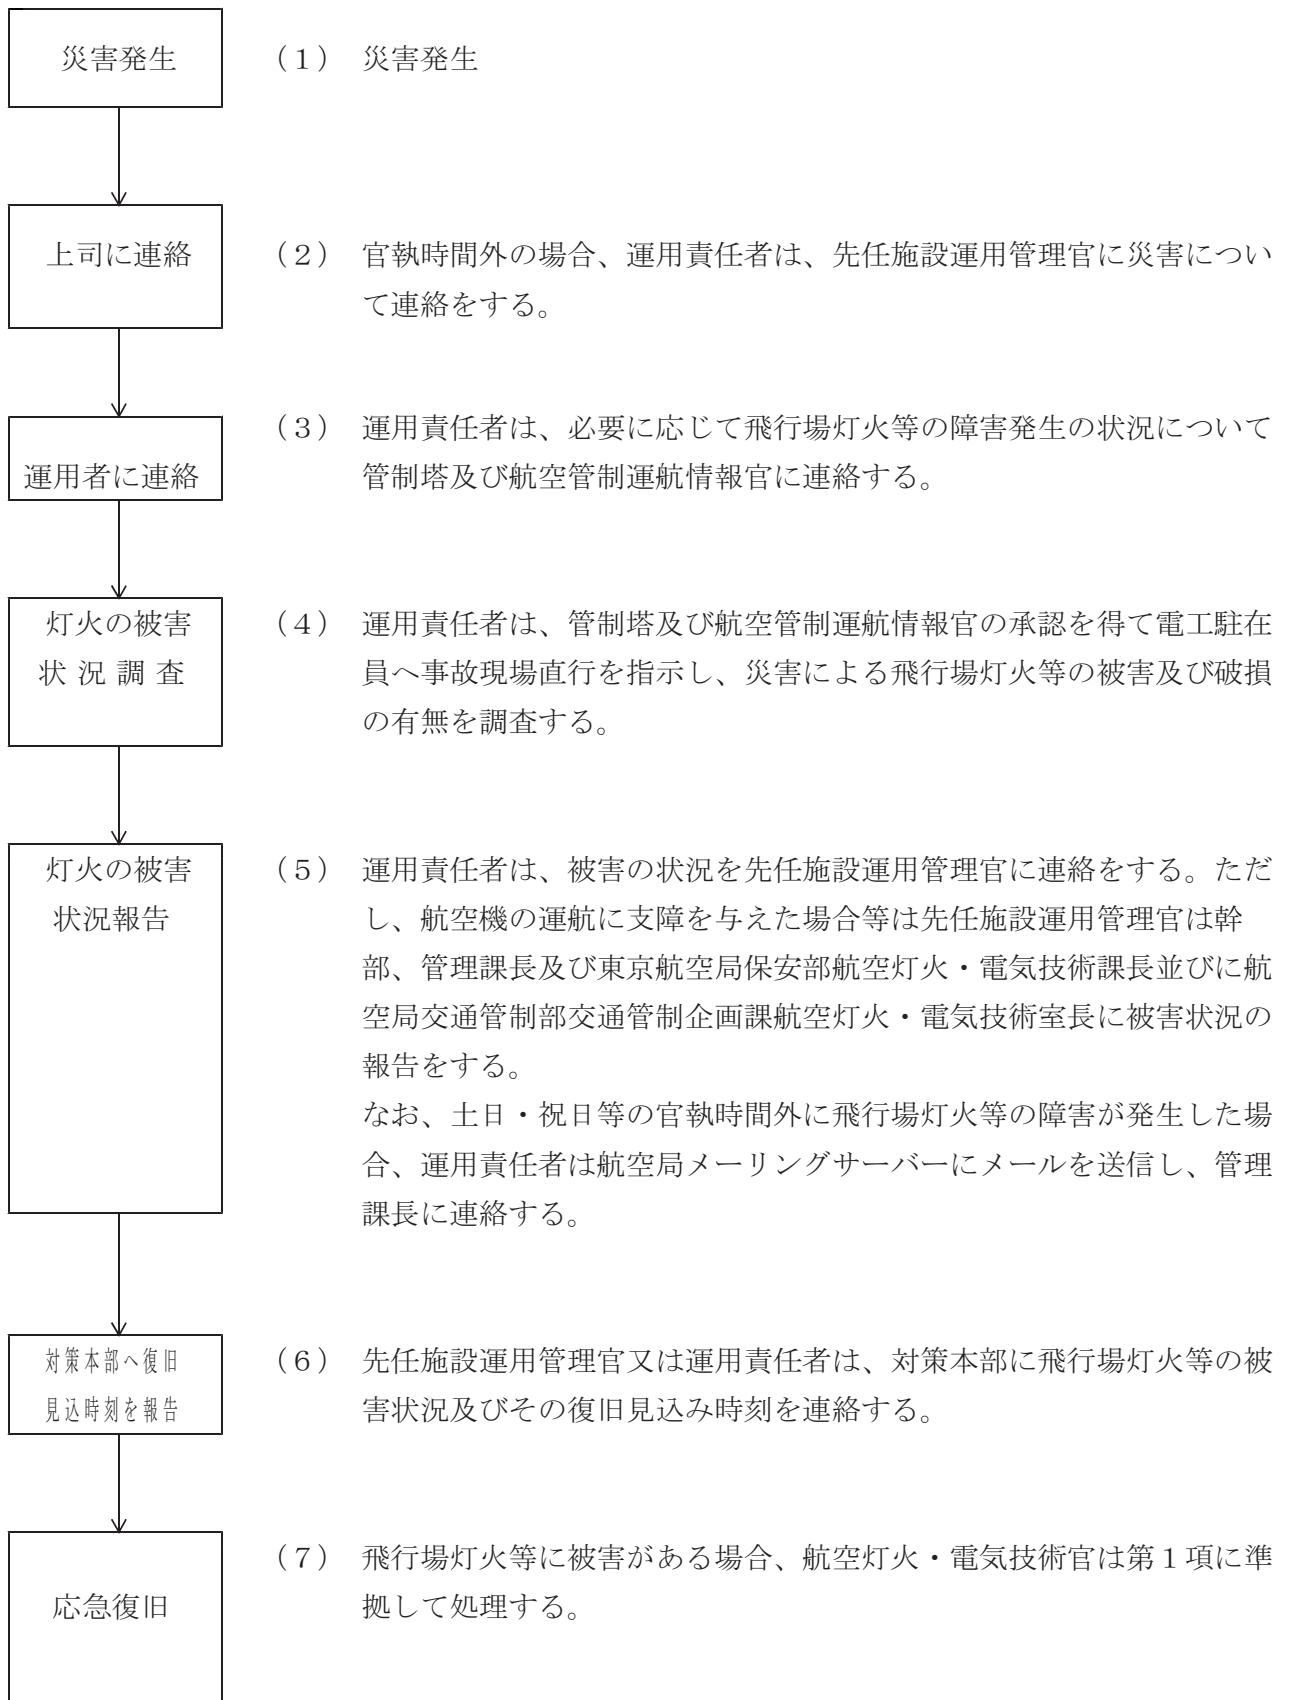 災害発生
（１） 災害発生
上司に連絡
（２） 官執時間外の場合、運用責任者は、先任施設運用管理官に災害につい
て連絡をする。
運用者に連絡
（３） 運用責任者は、必要に応じて飛行場灯火等の障害発生の状況について
管制塔及び航空管制運航情報官に連絡する。
灯火の被害
状 況 調 査
（４） 運用責任者は、管制塔及び航空管制運航情報官の承認を得て電工駐在
員へ事故現場直行を指示し、災害による飛行場灯火等の被害及び破損
の有無を調査する。
灯火の被害
状況報告
（５） 運用責任者は、被害の状況を先任施設運用管理官に連絡をする。ただ
し、航空機の運航に支障を与えた場合等は先任施設運用管理官は幹
部、管理課長及び東京航空局保安部航空灯火・電気技術課長並びに航
空局交通管制部交通管制企画課航空灯火・電気技術室長に被害状況の
報告をする。
なお、土日・祝日等の官執時間外に飛行場灯火等の障害が発生した場
合、運用責任者は航空局メーリングサーバーにメールを送信し、管理
課長に連絡する。
対策本部へ復旧
見込時刻を報告
（６） 先任施設運用管理官又は運用責任者は、対策本部に飛行場灯火等の被
害状況及びその復旧見込み時刻を連絡する。
応急復旧
（７） 飛行場灯火等に被害がある場合、航空灯火・電気技術官は第１項に準
拠して処理する。